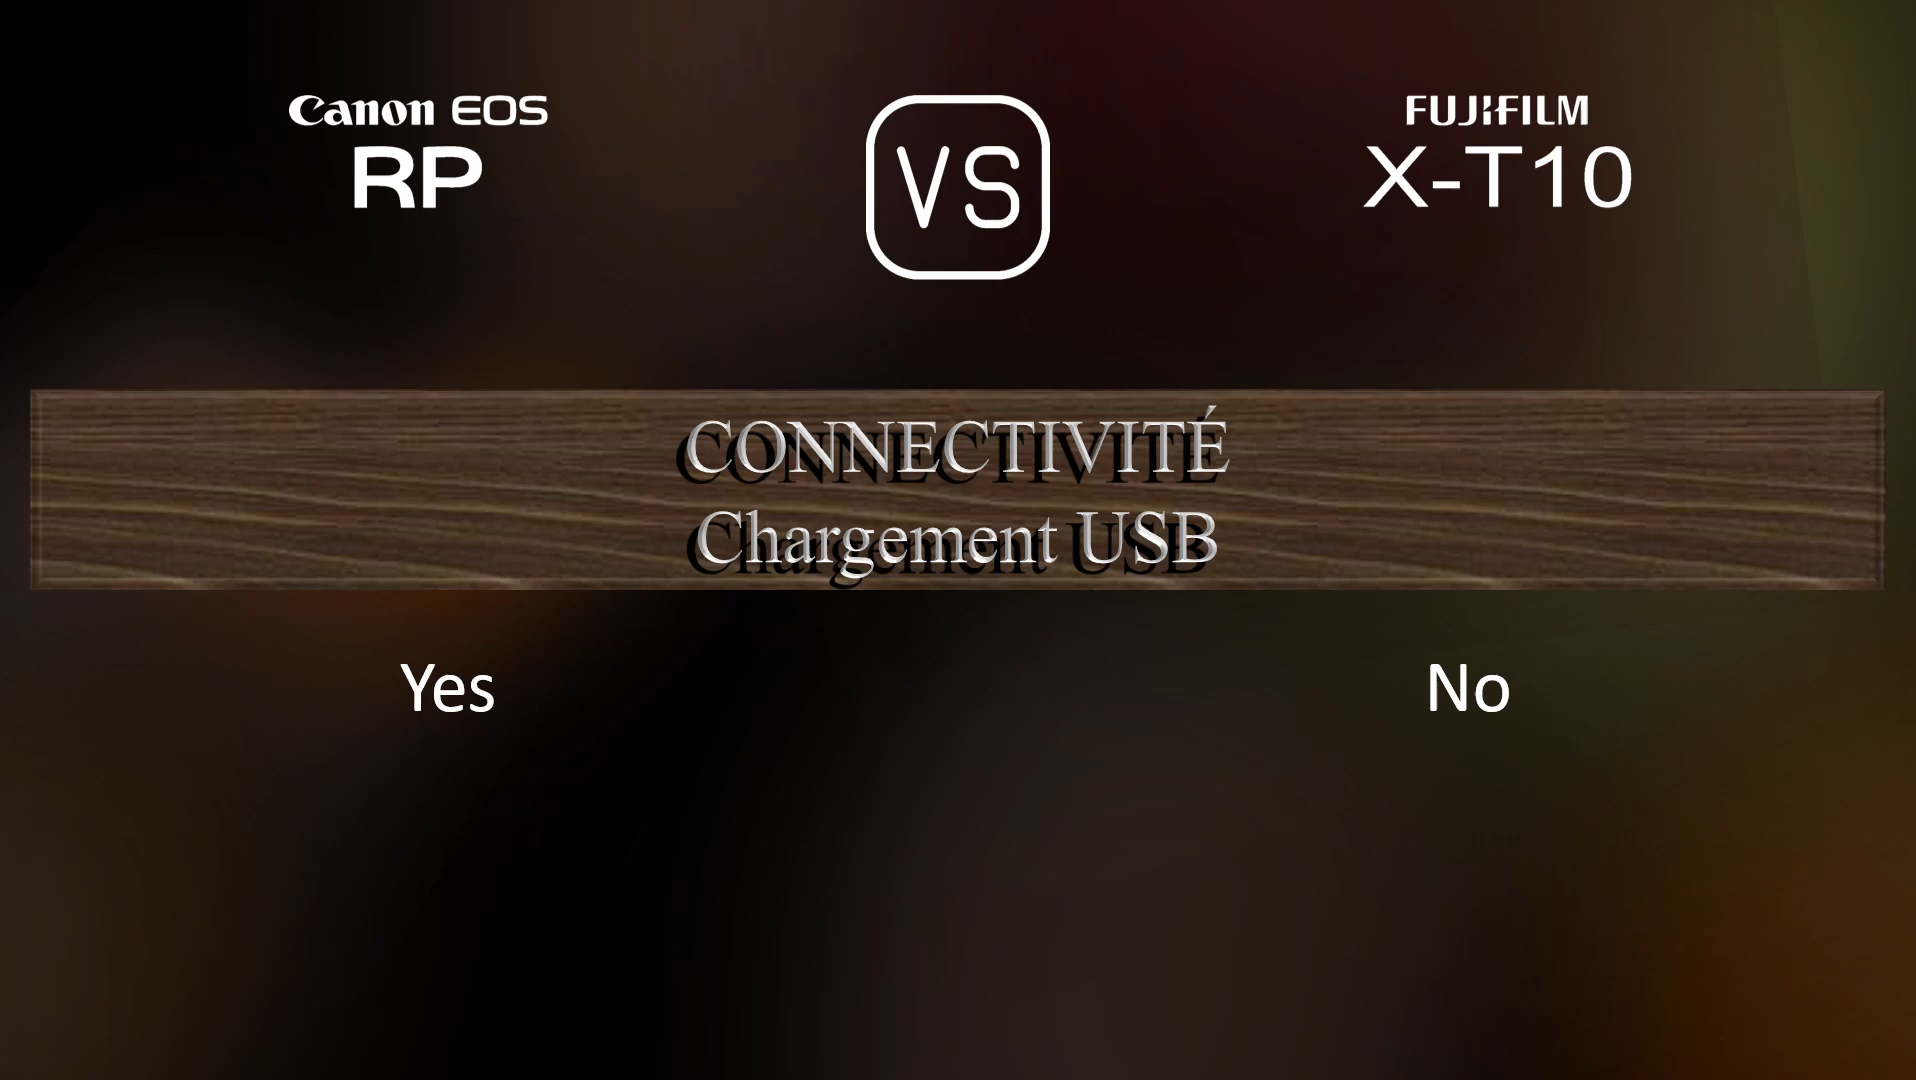 Canon EOS
RP
VS
FUJIFILM
X-T10
CONNECTIVITÉ
Chargement USB
Yes
No